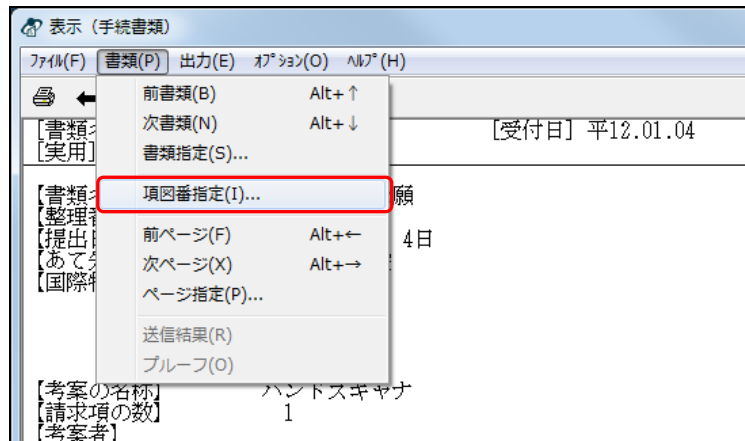 表示（手続書類）
ﾌｧｲﾙ(F) 書類(P) 出力(E) ｵﾌﾟｼｮﾝ(O) ﾍﾙﾌﾟ(H)
前書類(B) Alt+↑
次書類(N) Alt+↓
書類指定(S)...
項図番指定(I)...
前ページ(F) Alt+←
次ページ(X) Alt+→
ページ指定(P)...
送信結果(R)
プルーフ(O)
[書類 [受付日] 平12.01.04
[実用]
【書類 願
【整理
【提出 4日
【あて
【国際
【考案の名称】 ハンドスキャナ
【請求項の数】 1
【考案者】